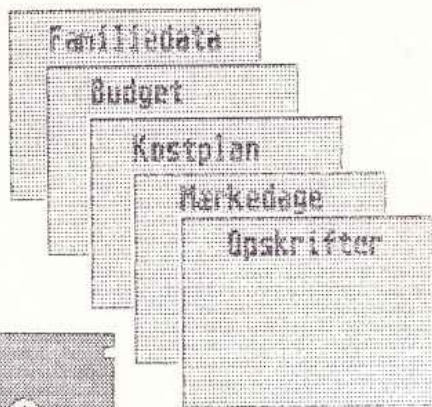 Familiedata
Budget
Kostplan
Mærkedage
Opskrifter